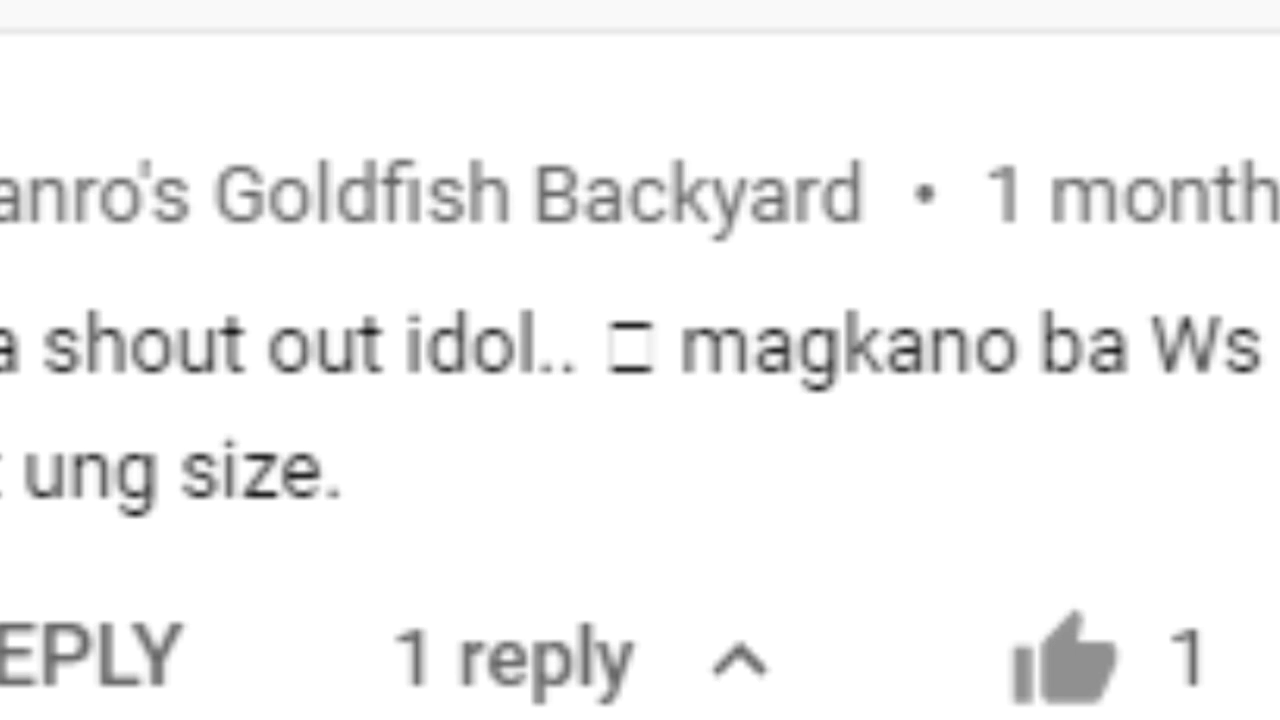 anro's Goldfish Backyard • 1 month
a shout out idol.. □ magkano ba Ws
ung size.
EPLY 1 reply 1